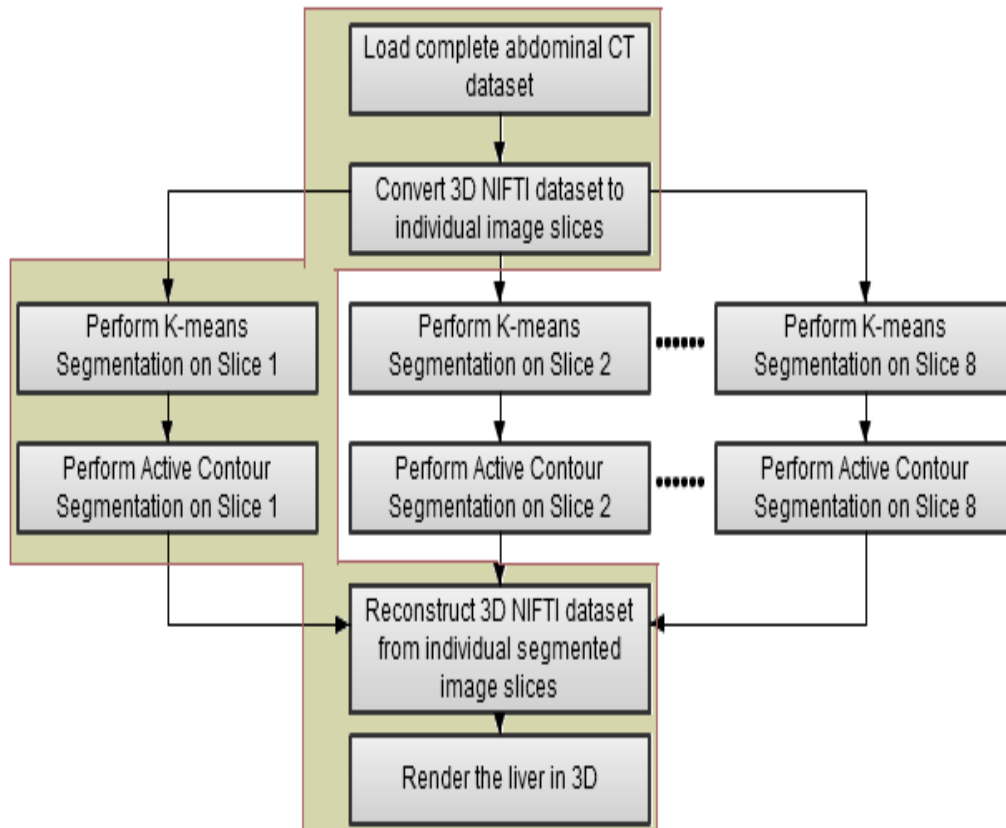 Load complete abdominal CT
dataset
Convert 3D NIFTI dataset to
individual image slices
Perform K-means
Segmentation on Slice 1
Perform K-means
Segmentation on Slice 2
Perform K-means
Segmentation on Slice 8
Perform Active Contour
Segmentation on Slice 1
Perform Active Contour
Segmentation on Slice 2
Perform Active Contour
Segmentation on Slice 8
Reconstruct 3D NIFTI dataset
from individual segmented
image slices
Render the liver in 3D